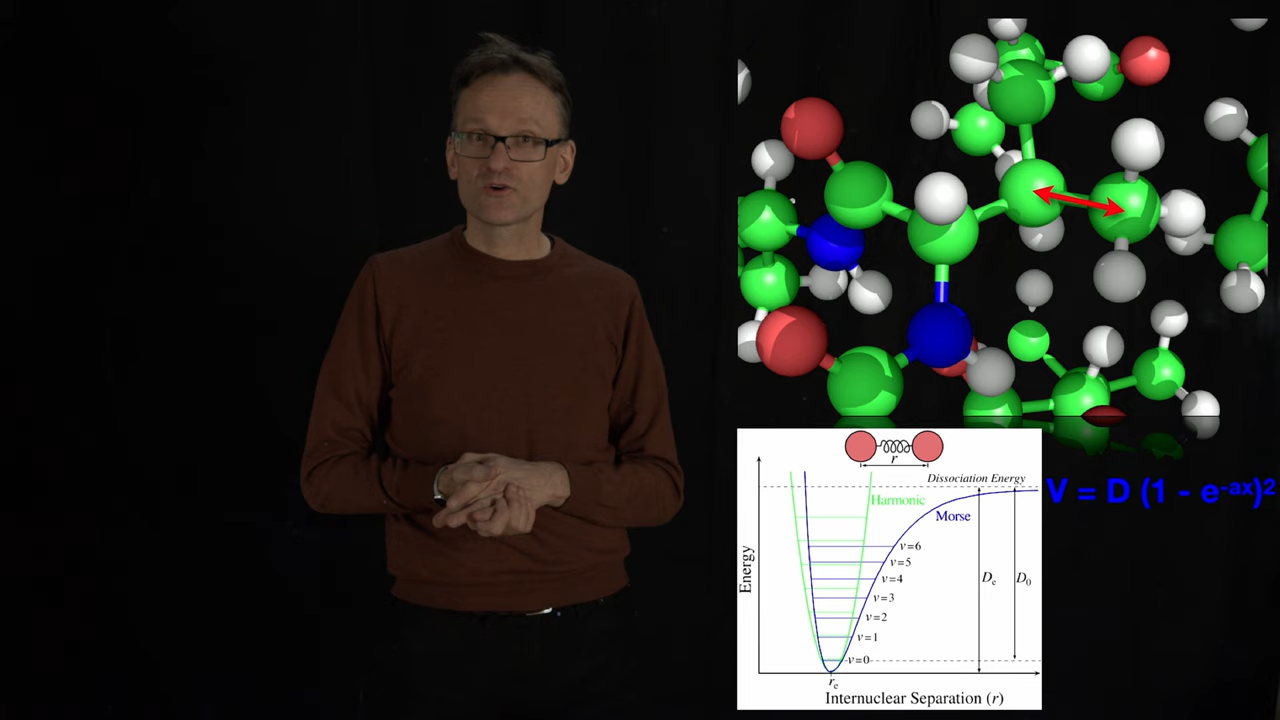 r
Dissociation Energy
Harmonic
Morse
V = D (1 - e-ax)2
Energy
v=6
v=5
v=4
v=3
v=2
v=1
v=0
De
D0
re
Internuclear Separation (r)